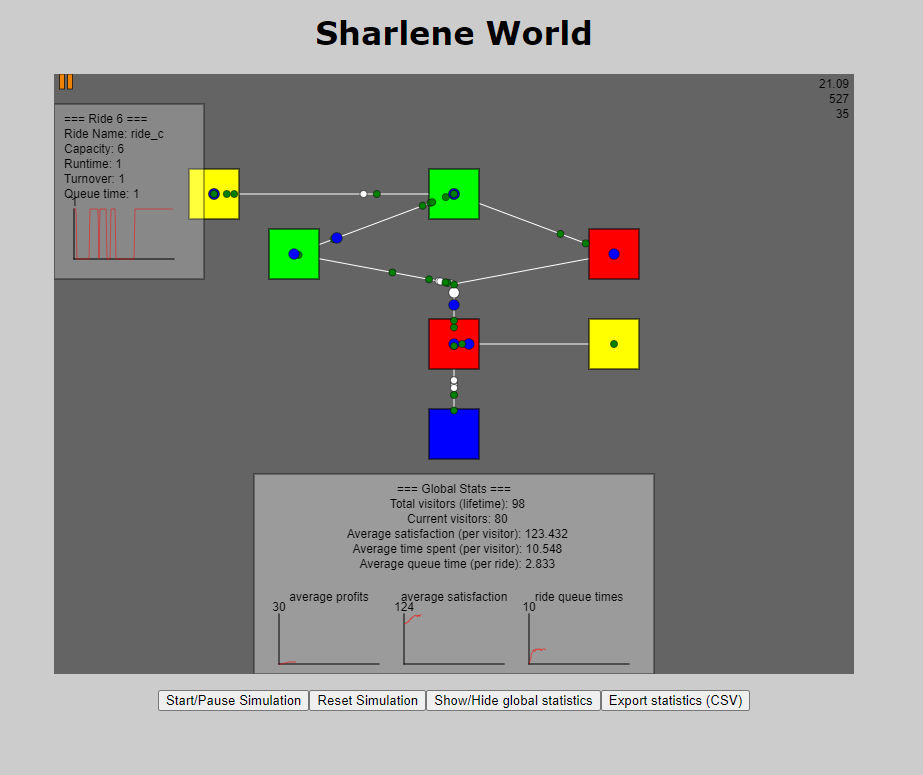 Sharlene World
21.09
527
35
=== Ride 6 ===
Ride Name: ride_c
Capacity: 6
Runtime: 1
Turnover: 1
Queue time: 1
1
=== Global Stats ===
Total visitors (lifetime): 98
Current visitors: 80
Average satisfaction (per visitor): 123.432
Average time spent (per visitor): 10.548
Average queue time (per ride): 2.833
average profits average satisfaction ride queue times
30 124 10
Start/Pause Simulation Reset Simulation Show/Hide global statistics Export statistics (CSV)